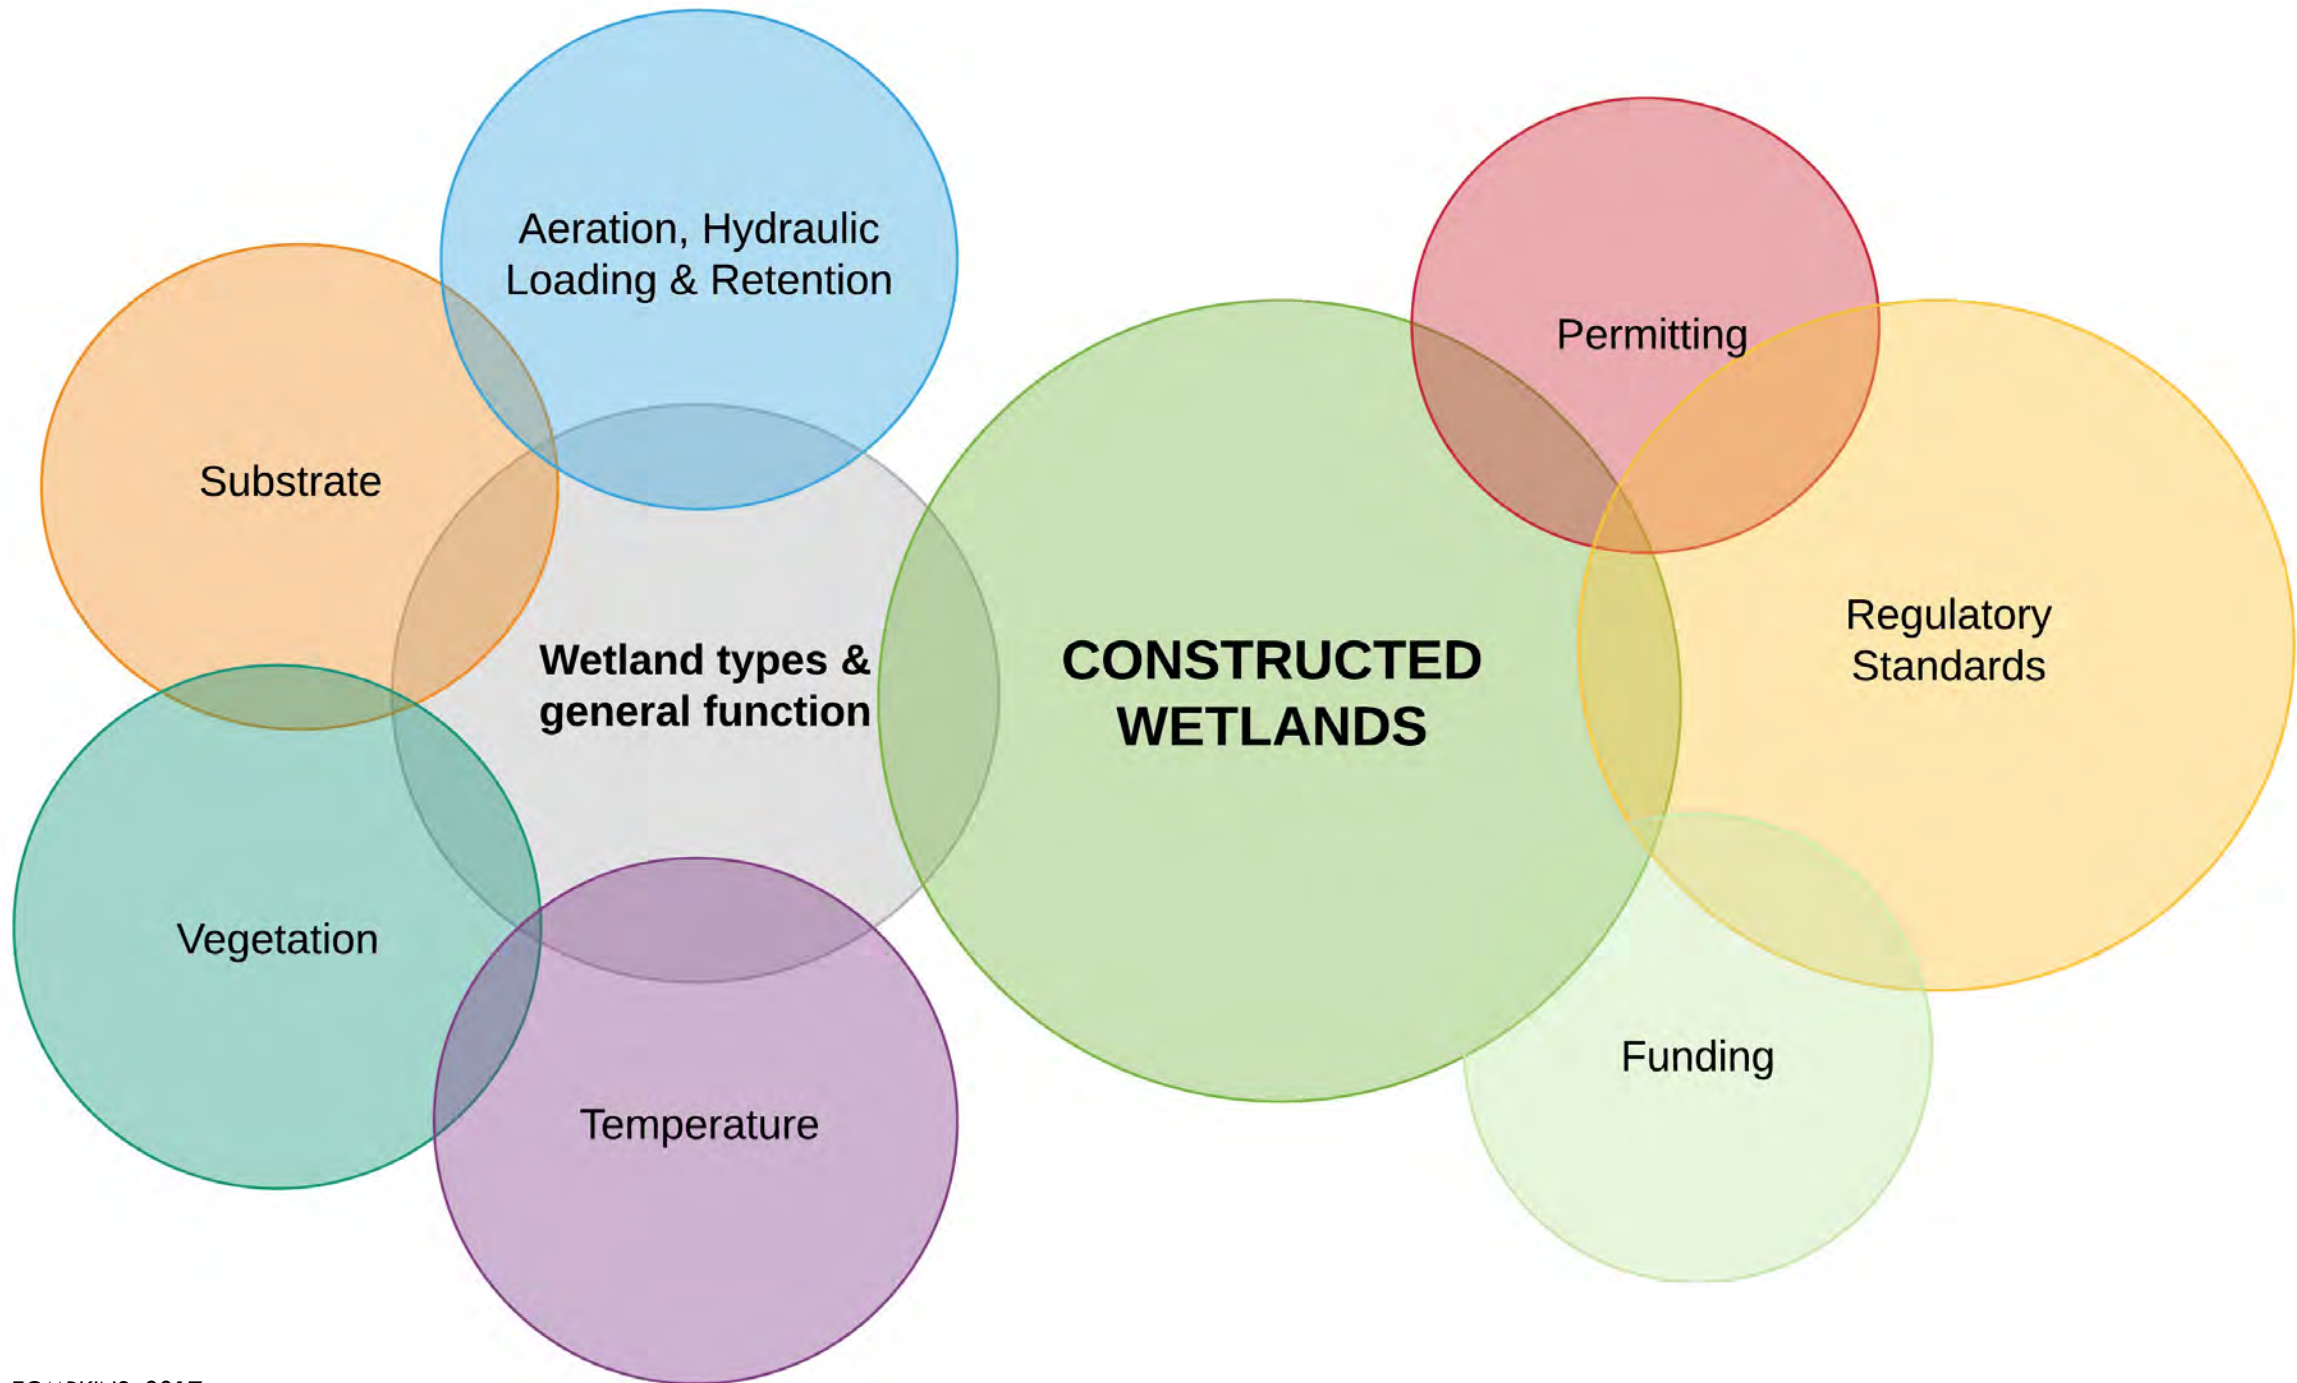 Aeration, Hydraulic
Loading & Retention
Permitting
Substrate
Regulatory
Standards
Wetland types &
general function
CONSTRUCTED
WETLANDS
Vegetation
Funding
Temperature